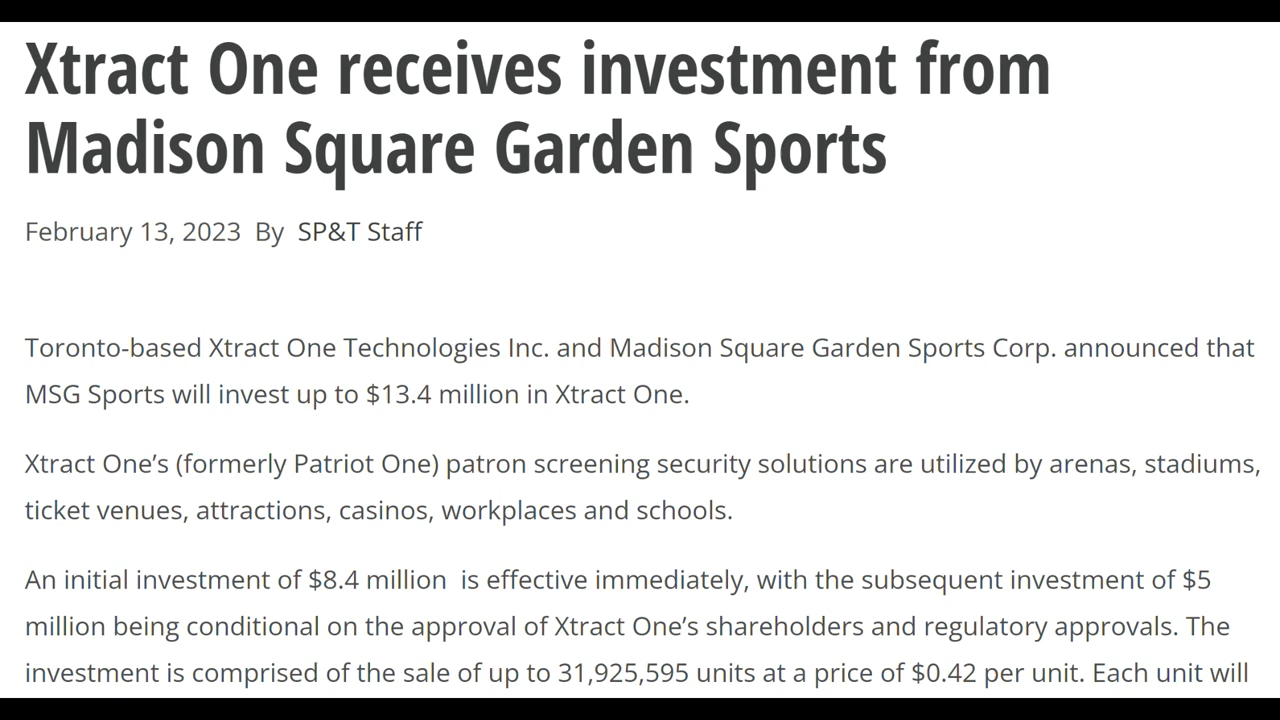 Xtract One receives investment from
Madison Square Garden Sports
February 13, 2023 By SP&T Staff
Toronto-based Xtract One Technologies Inc. and Madison Square Garden Sports Corp. announced that
MSG Sports will invest up to $13.4 million in Xtract One.
Xtract One’s (formerly Patriot One) patron screening security solutions are utilized by arenas, stadiums,
ticket venues, attractions, casinos, workplaces and schools.
An initial investment of $8.4 million is effective immediately, with the subsequent investment of $5
million being conditional on the approval of Xtract One’s shareholders and regulatory approvals. The
investment is comprised of the sale of up to 31,925,595 units at a price of $0.42 per unit. Each unit will